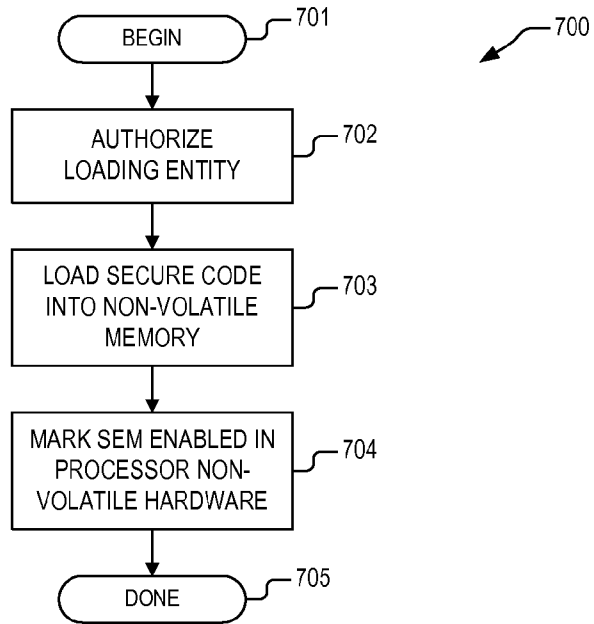 BEGIN
701
700
AUTHORIZE
LOADING ENTITY
702
LOAD SECURE CODE
INTO NON-VOLATILE
MEMORY
703
MARK SEM ENABLED IN
PROCESSOR NON-
VOLATILE HARDWARE
704
DONE
705